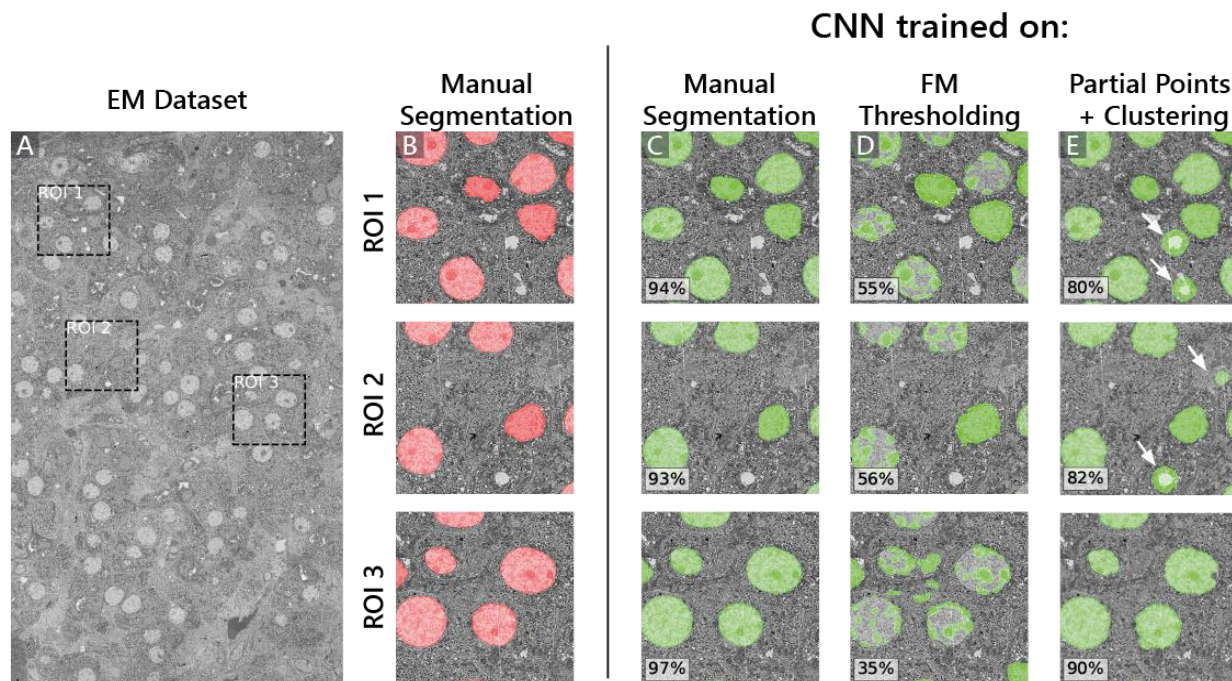 CNN trained on:
EM Dataset
Manual
Segmentation
Manual
Segmentation
FM
Thresholding
Partial Points
+ Clustering
A
B
C
D
E
ROI 1
ROI 2
ROI 3
ROI 1
94%
55%
80%
ROI 2
93%
56%
82%
ROI 3
97%
35%
90%